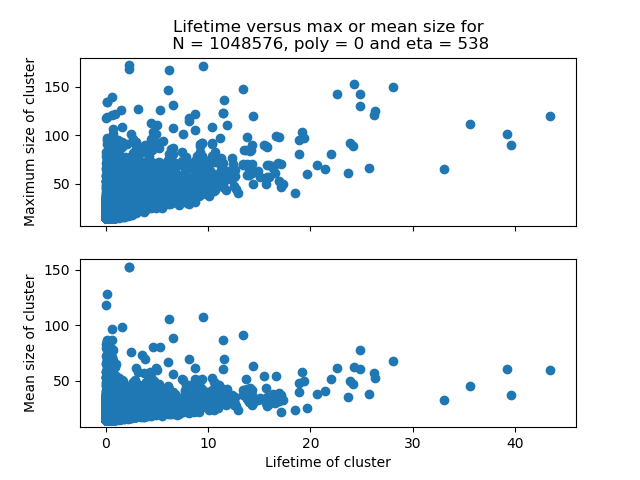 Lifetime versus max or mean size for
N = 1048576, poly = 0 and eta = 538
Maximum size of cluster
150
100
50
Mean size of cluster
150
100
50
0
10
20
30
40
Lifetime of cluster